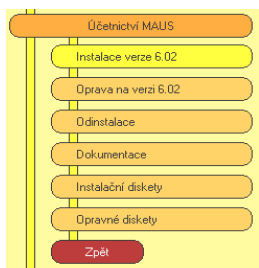 Účetnictví MAUS
Instalace verze 6.02
Oprava na verzi 6.02
Odinstalace
Dokumentace
Instalační diskety
Opravné diskety
Zpět